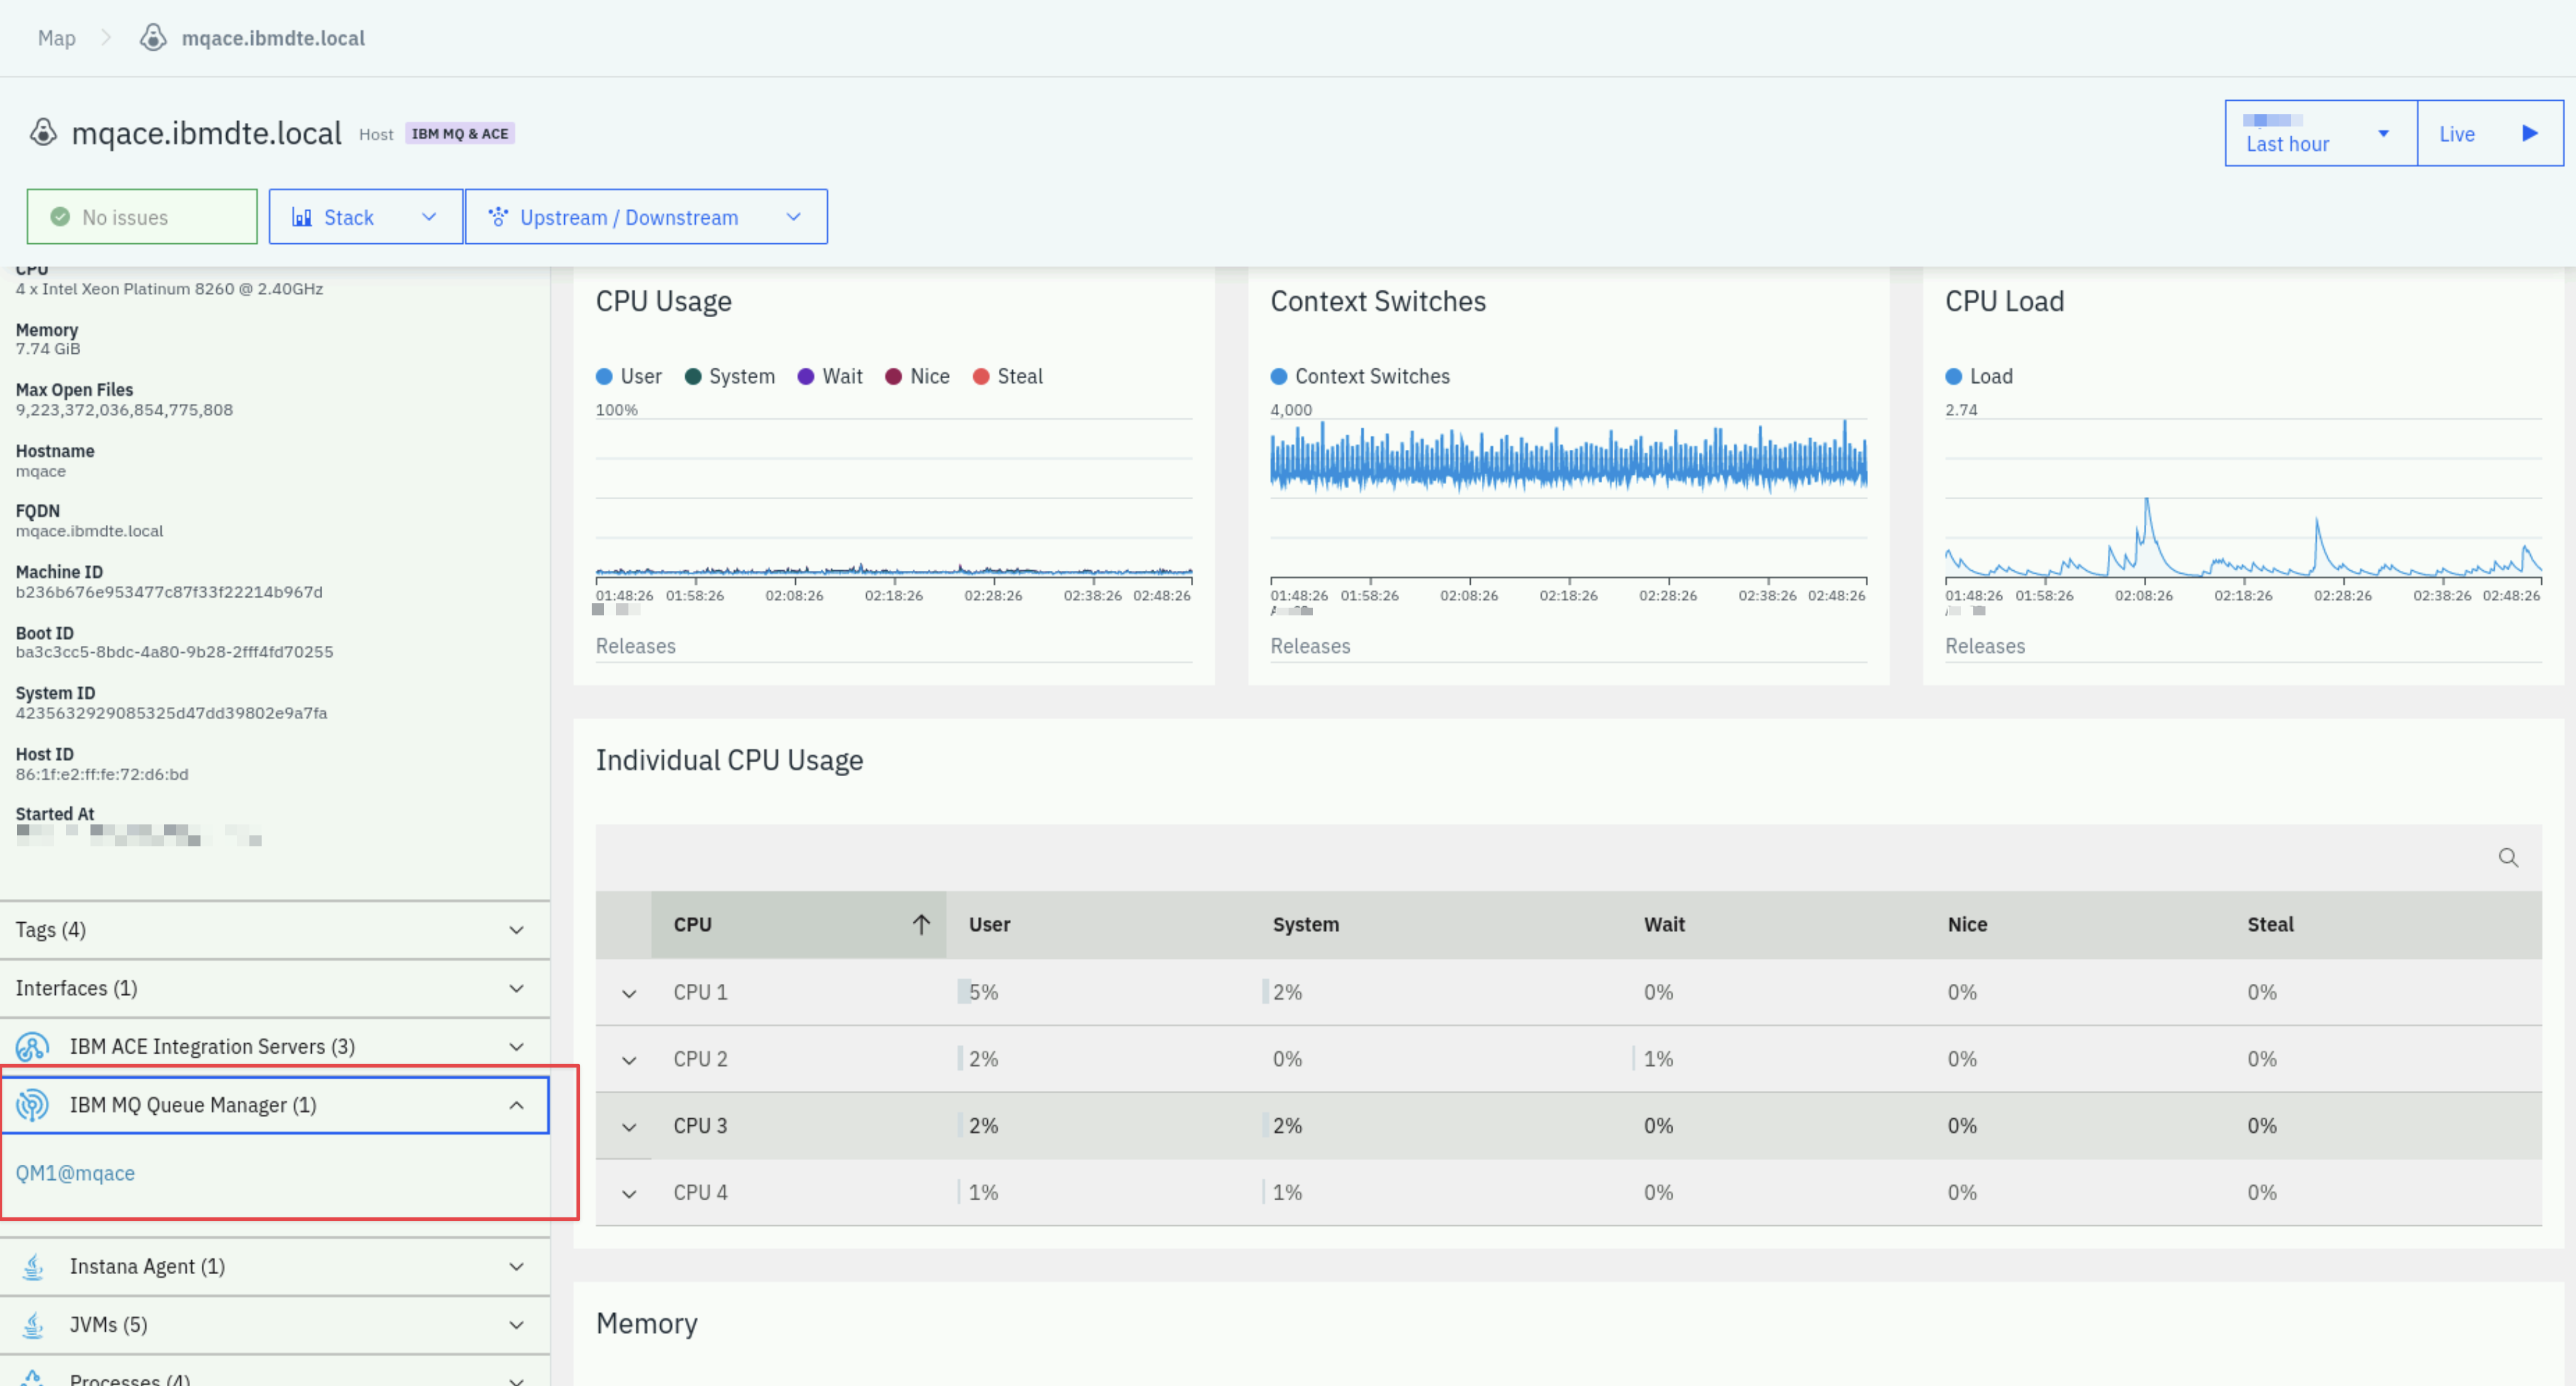 Map mqace.ibmdte.local
mqace.ibmdte.local Host IBM MQ & ACE
Last hour Live
No issues Stack Upstream / Downstream
CPU
4 x Intel Xeon Platinum 8260 @ 2.40GHz
Memory
7.74 GiB
Max Open Files
9,223,372,036,854,775,808
Hostname
mqace
FQDN
mqace.ibmdte.local
Machine ID
b236b676e953477c87f33f22214b967d
Boot ID
ba3c3cc5-8bdc-4a80-9b28-2fff4fd70255
System ID
4235632929085325d47dd39802e9a7fa
Host ID
86:1f:e2:ff:fe:72:d6:bd
Started At
Tags (4)
Interfaces (1)
IBM ACE Integration Servers (3)
IBM MQ Queue Manager (1)
QM1@mqace
Instana Agent (1)
JVMs (5)
Processes (4)
CPU Usage
User System Wait Nice Steal
100%
01:48:26 01:58:26 02:08:26 02:18:26 02:28:26 02:38:26 02:48:26
Releases
Context Switches
Context Switches
4,000
01:48:26 01:58:26 02:08:26 02:18:26 02:28:26 02:38:26 02:48:26
Releases
CPU Load
Load
2.74
01:48:26 01:58:26 02:08:26 02:18:26 02:28:26 02:38:26 02:48:26
Releases
Individual CPU Usage
CPU User System Wait Nice Steal
CPU 1 5% 2% 0% 0% 0%
CPU 2 2% 0% 1% 0% 0%
CPU 3 2% 2% 0% 0% 0%
CPU 4 1% 1% 0% 0% 0%
Memory